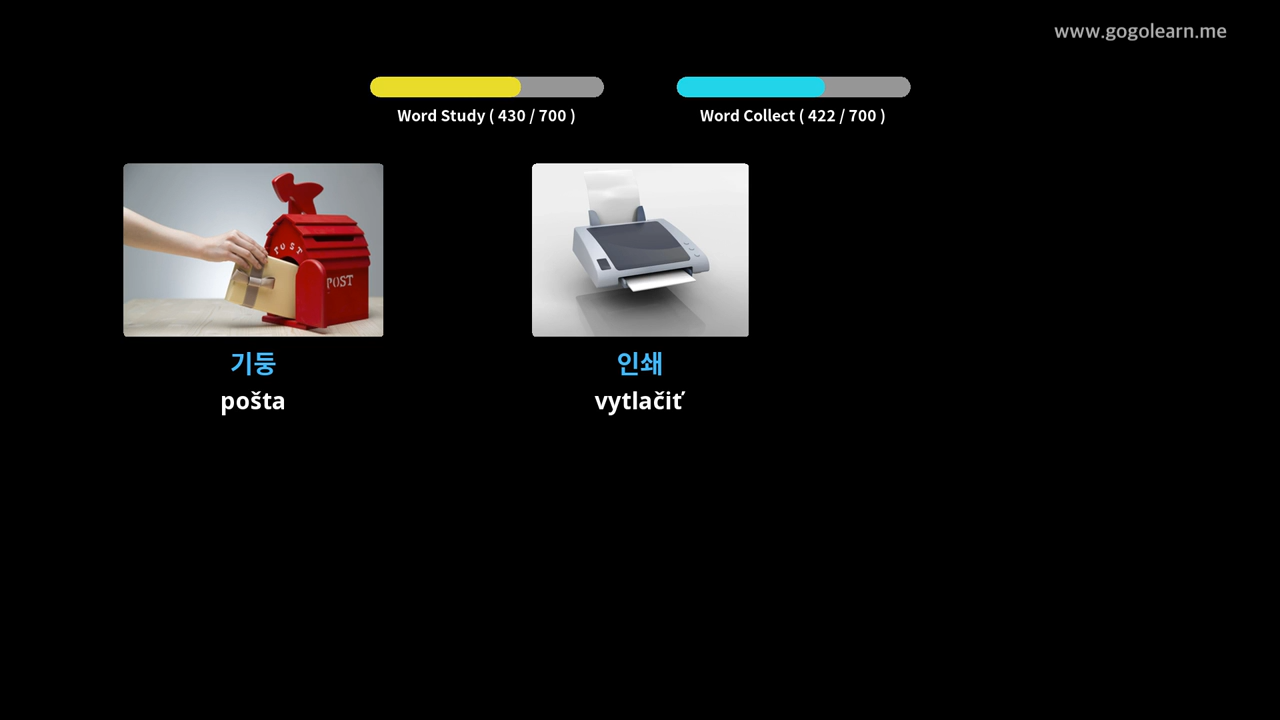 www.gogolearn.me
Word Study ( 430 / 700 )
Word Collect ( 422 / 700 )
POST
POST
기둥
인쇄
pošta
vytlačiť